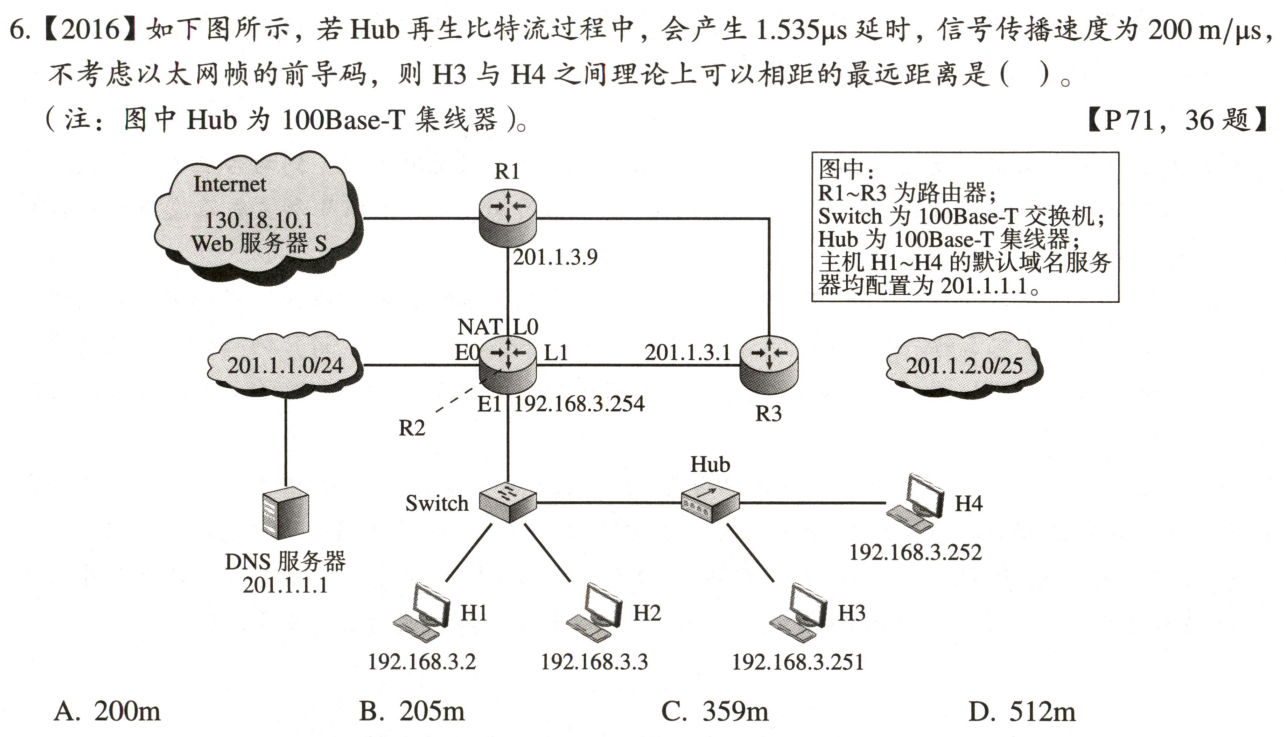 6.【2016】如下图所示，若 Hub 再生比特流过程中，会产生 1.535μs 延时，信号传播速度为 200 m/μs，
不考虑以太网帧的前导码，则 H3 与 H4 之间理论上可以相距的最远距离是（ ）。
（注：图中 Hub 为 100Base-T 集线器）。 【P71，36 题】
Internet
130.18.10.1
Web 服务器 S
R1
201.1.3.9
图中：
R1~R3 为路由器；
Switch 为 100Base-T 交换机；
Hub 为 100Base-T 集线器；
主机 H1~H4 的默认域名服务
器均配置为 201.1.1.1。
NAT L0
201.1.1.0/24
E0
L1
201.1.3.1
201.1.2.0/25
E1
192.168.3.254
R2
R3
Hub
Switch
H4
192.168.3.252
DNS 服务器
201.1.1.1
H1
H2
H3
192.168.3.2
192.168.3.3
192.168.3.251
A. 200m B. 205m C. 359m D. 512m